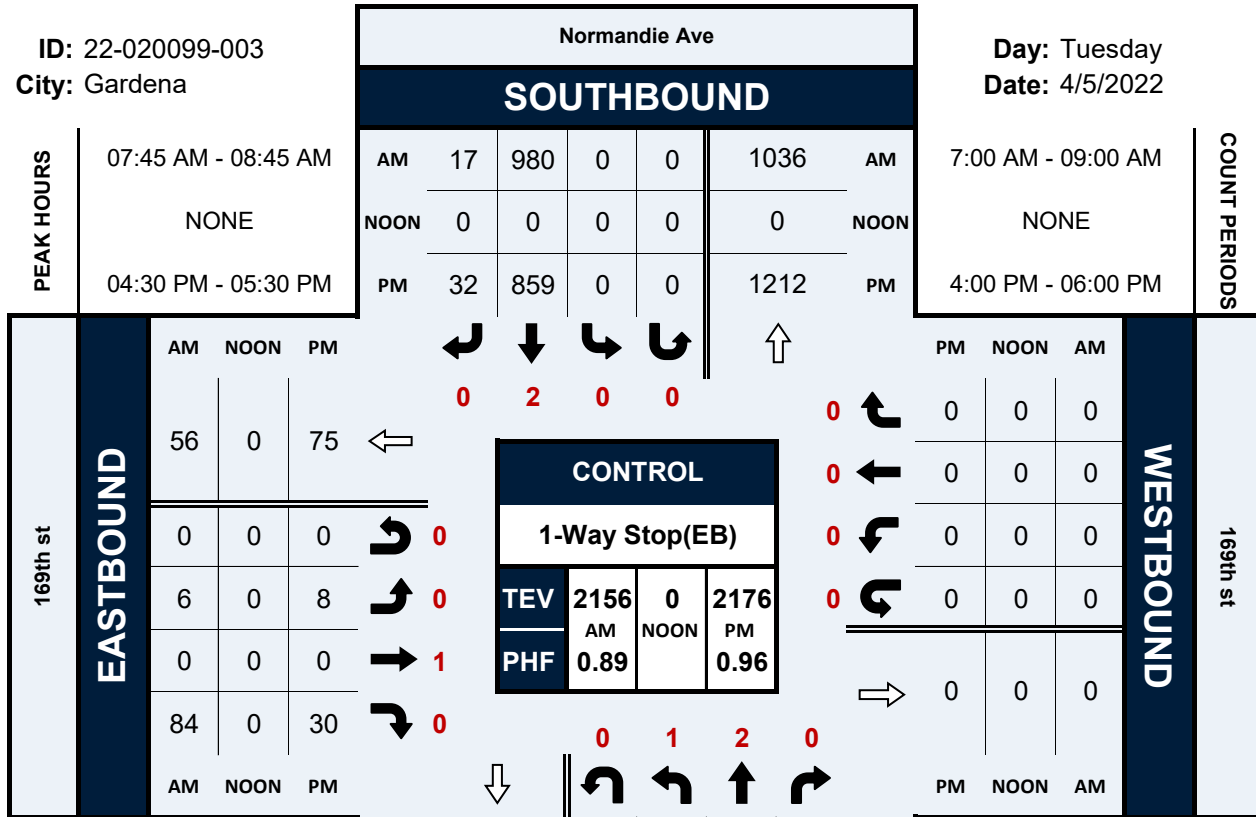 ID: 22-020099-003
City: Gardena
Normandie Ave
Day: Tuesday
Date: 4/5/2022
SOUTHBOUND
PEAK HOURS
07:45 AM - 08:45 AM
NONE
04:30 PM - 05:30 PM
AM 17 980 0 0 1036 AM
NOON 0 0 0 0 0 NOON
PM 32 859 0 0 1212 PM
7:00 AM - 09:00 AM
NONE
4:00 PM - 06:00 PM
COUNT PERIODS
0 2 0 0
169th st
EASTBOUND
AM NOON PM
56 0 75
0 0 0 0
6 0 8 0
0 0 0 1
84 0 30 0
AM NOON PM
CONTROL
1-Way Stop(EB)
TEV 2156 0 2176
AM NOON PM
PHF 0.89 0.96
PM NOON AM
0 0 0 0
0 0 0 0
0 0 0 0
0 0 0 0
0 0 0
PM NOON AM
WESTBOUND
169th st
0 1 2 0